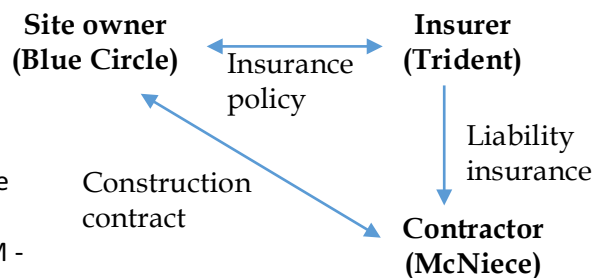 Site owner
(Blue Circle)
Insurance
policy
Insurer
(Trident)
Liability
insurance
e
Construction
contract
M -
Contractor
(McNiece)